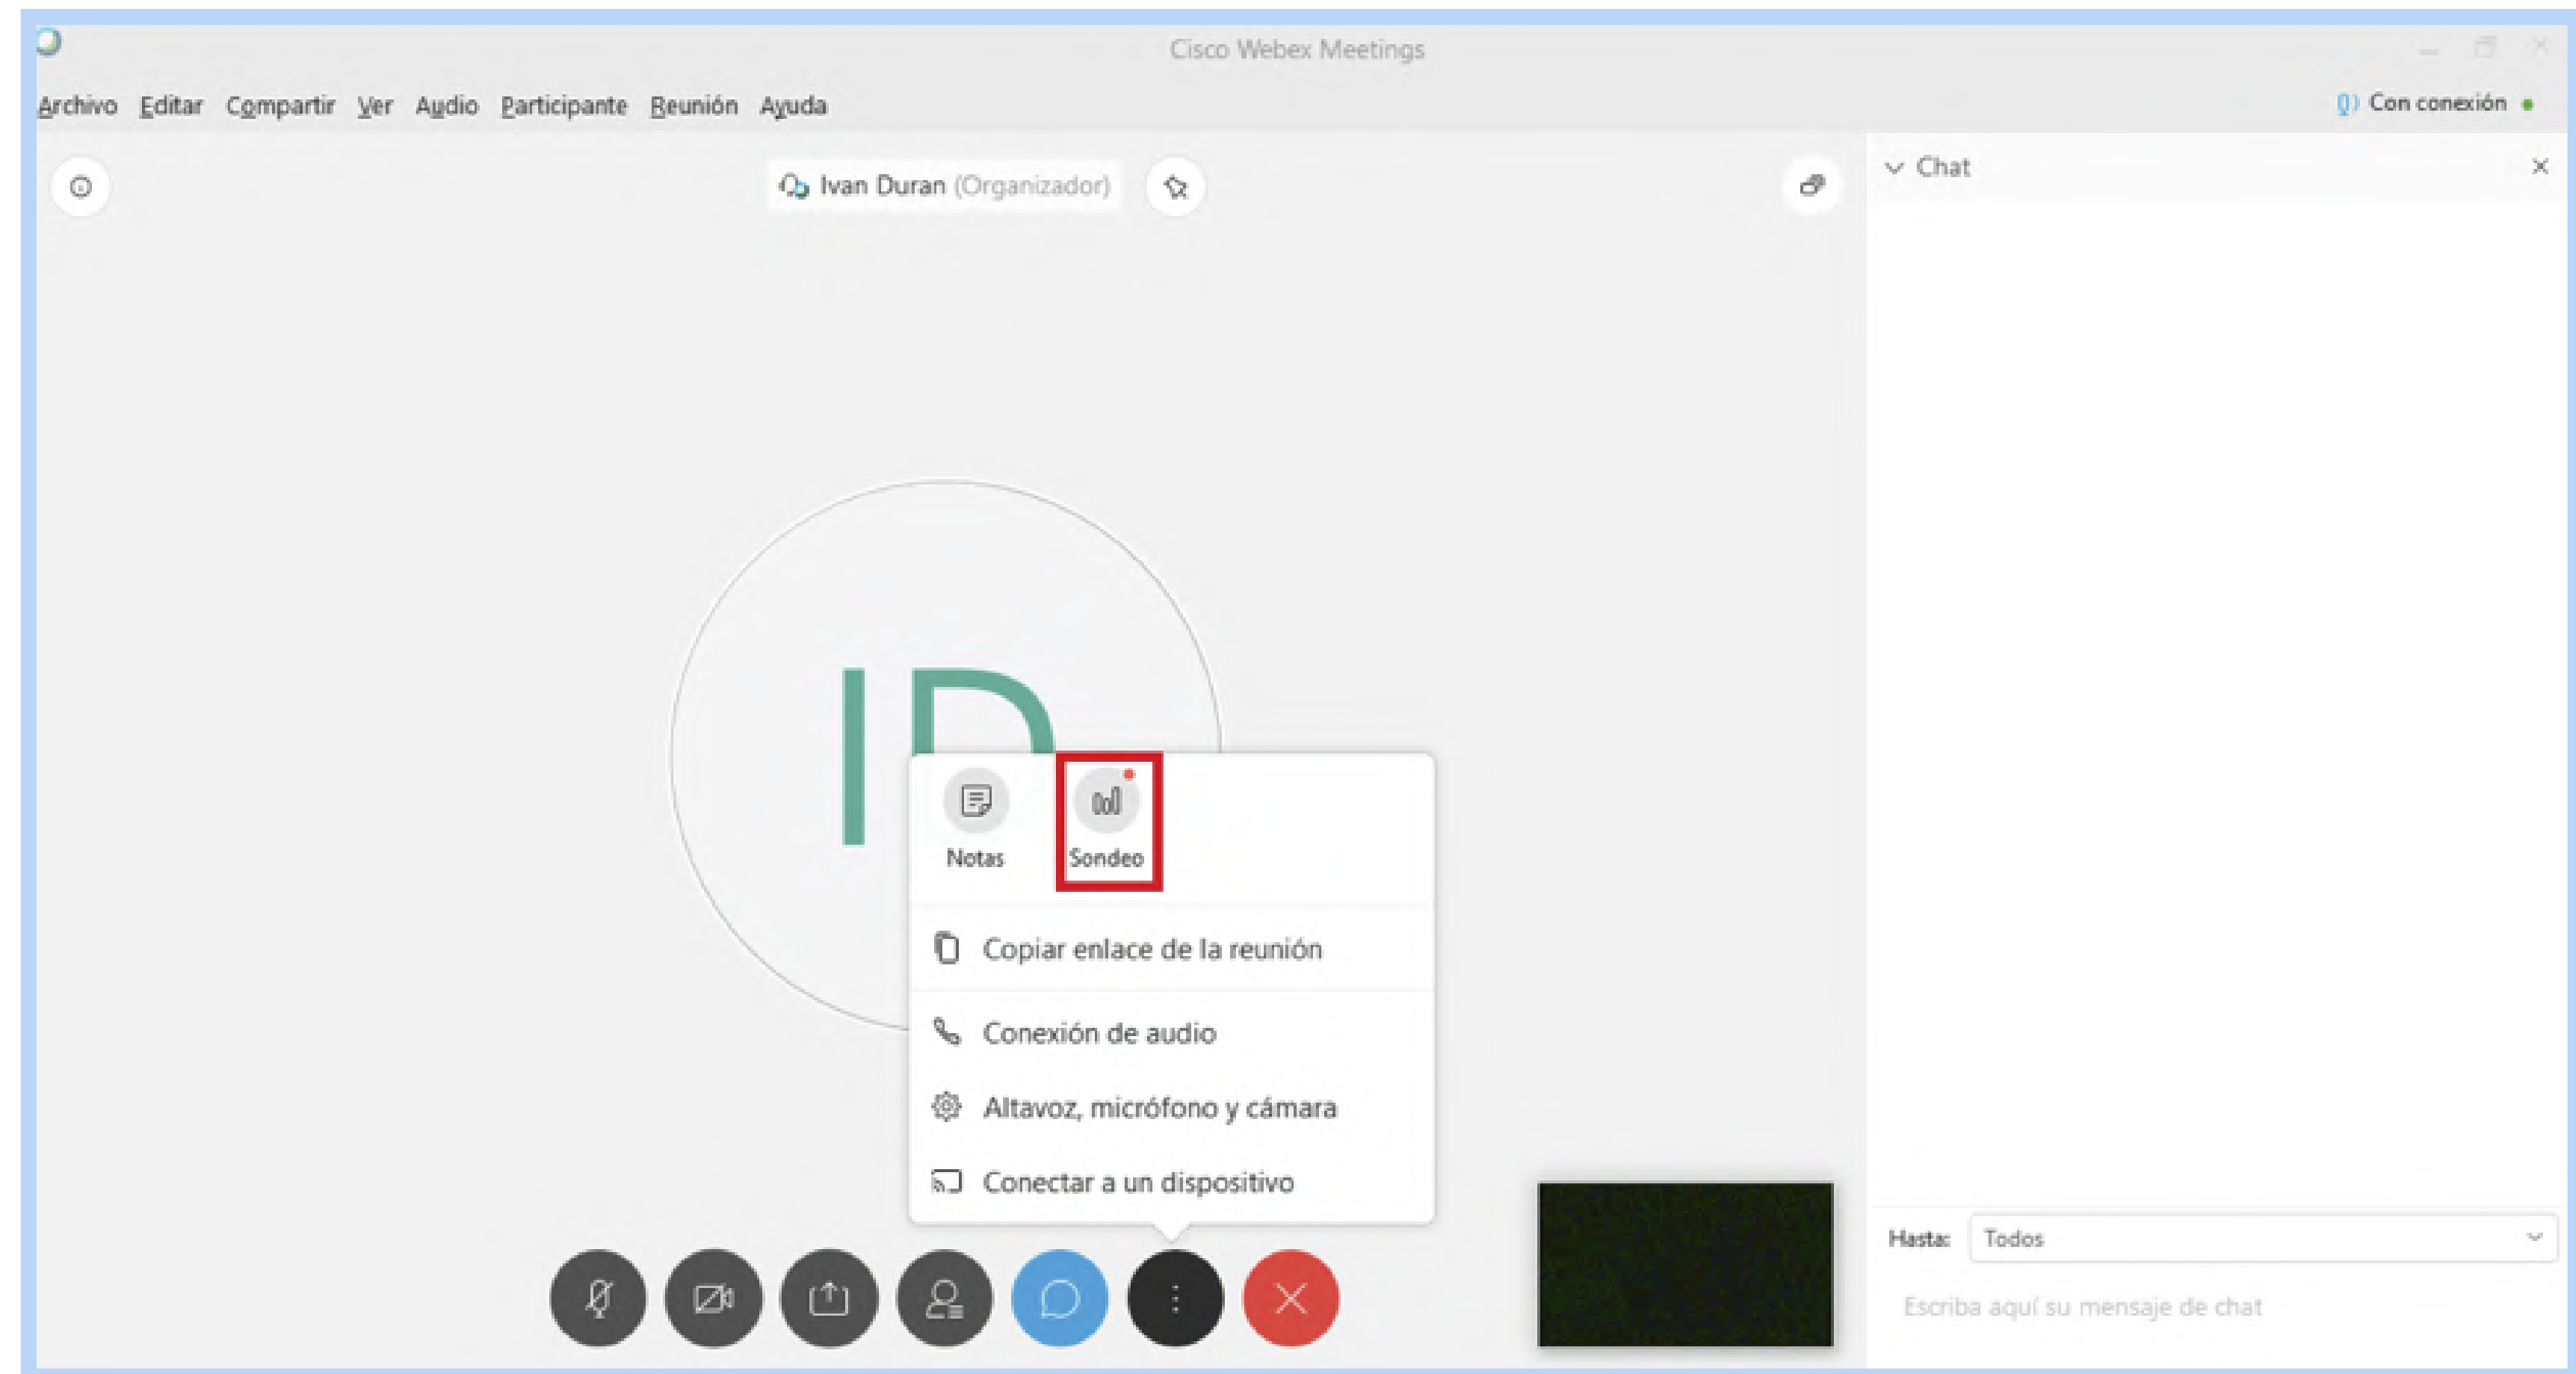 Cisco Webex Meetings
Archivo Editar Compartir Ver Audio Participante Reunión Ayuda
Con conexión
Ivan Duran (Organizador)
Chat
ID
Notas Sondeo
Copiar enlace de la reunión
Conexión de audio
Altavoz, micrófono y cámara
Conectar a un dispositivo
Hasta: Todos
Escriba aquí su mensaje de chat